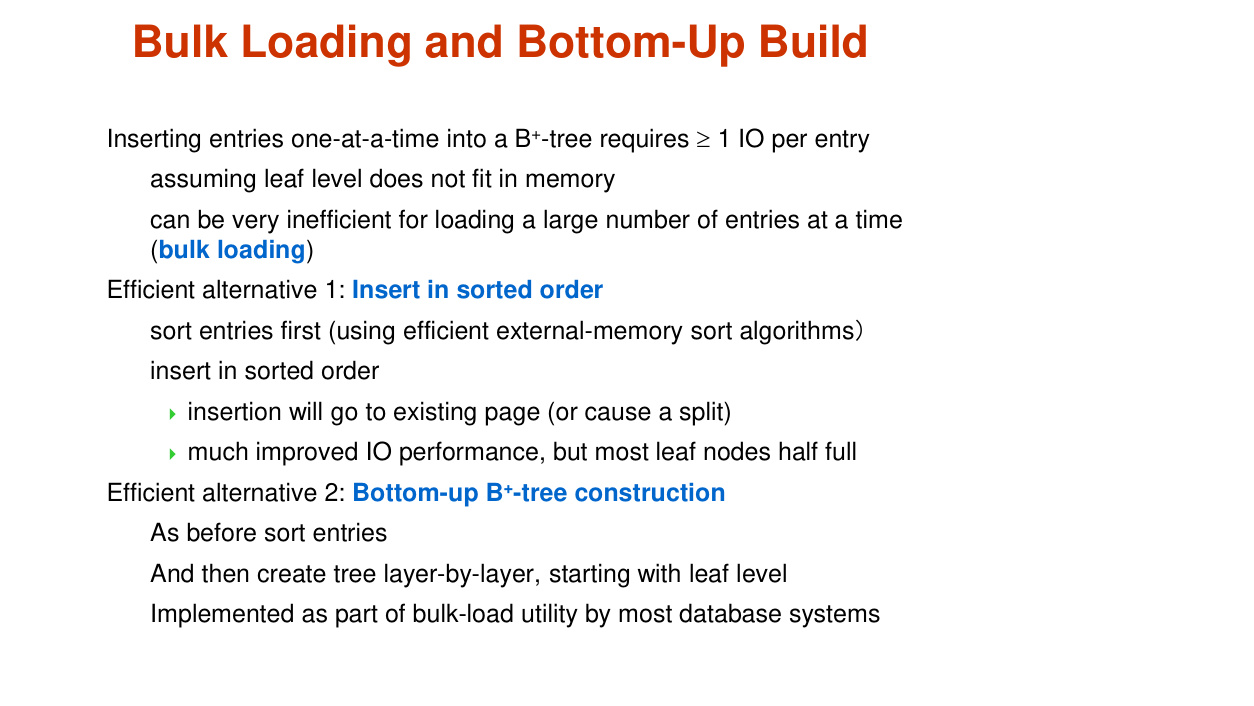 Bulk Loading and Bottom-Up Build
Inserting entries one-at-a-time into a B⁺-tree requires ≥ 1 IO per entry
assuming leaf level does not fit in memory
can be very inefficient for loading a large number of entries at a time
(bulk loading)
Efficient alternative 1: Insert in sorted order
sort entries first (using efficient external-memory sort algorithms）
insert in sorted order
insertion will go to existing page (or cause a split)
much improved IO performance, but most leaf nodes half full
Efficient alternative 2: Bottom-up B⁺-tree construction
As before sort entries
And then create tree layer-by-layer, starting with leaf level
Implemented as part of bulk-load utility by most database systems